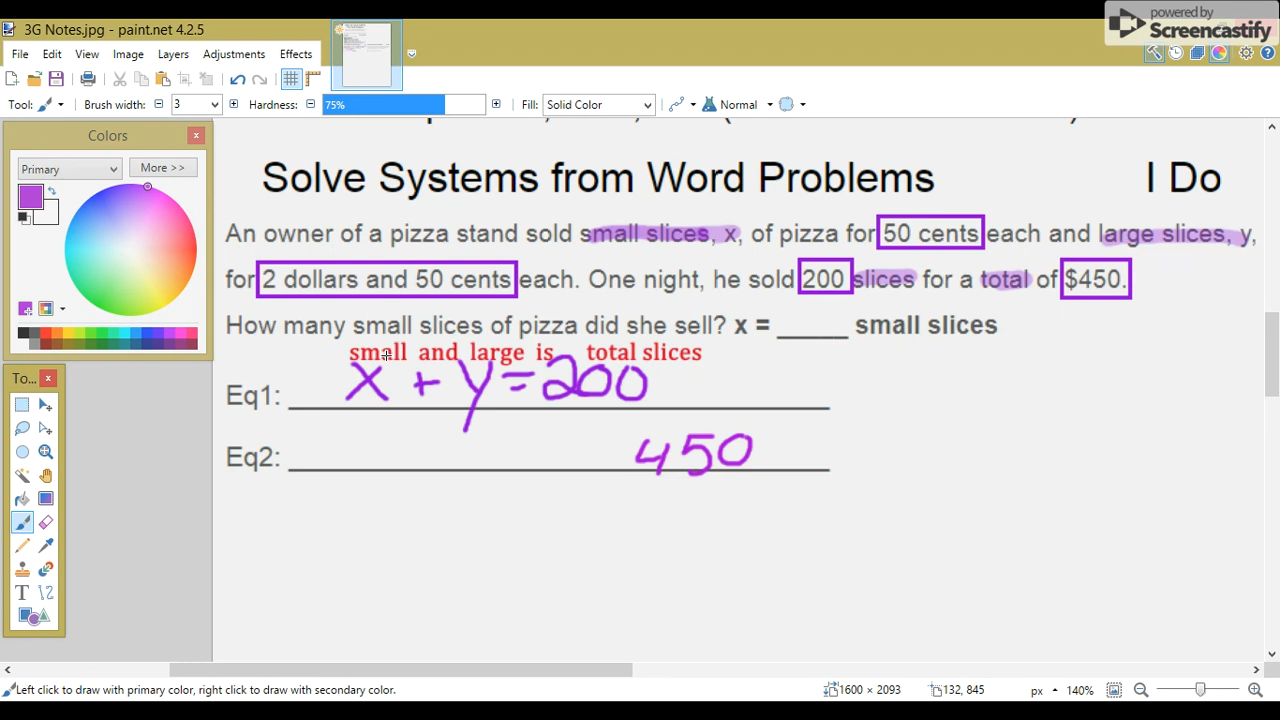 3G Notes.jpg - paint.net 4.2.5
powered by
Screencastify
File Edit View Image Layers Adjustments Effects
Tool: Brush width: 3 Hardness: 75% Fill: Solid Color Normal
Colors
Primary More >>
Solve Systems from Word Problems I Do
An owner of a pizza stand sold small slices, x, of pizza for 50 cents each and large slices, y,
for 2 dollars and 50 cents each. One night, he sold 200 slices for a total of $450.
How many small slices of pizza did she sell? x = ______ small slices
small and large is total slices
Eq1: x + y = 200
Eq2: 450
To...
Left click to draw with primary color, right click to draw with secondary color. 1600 × 2093 132, 845 px 140%